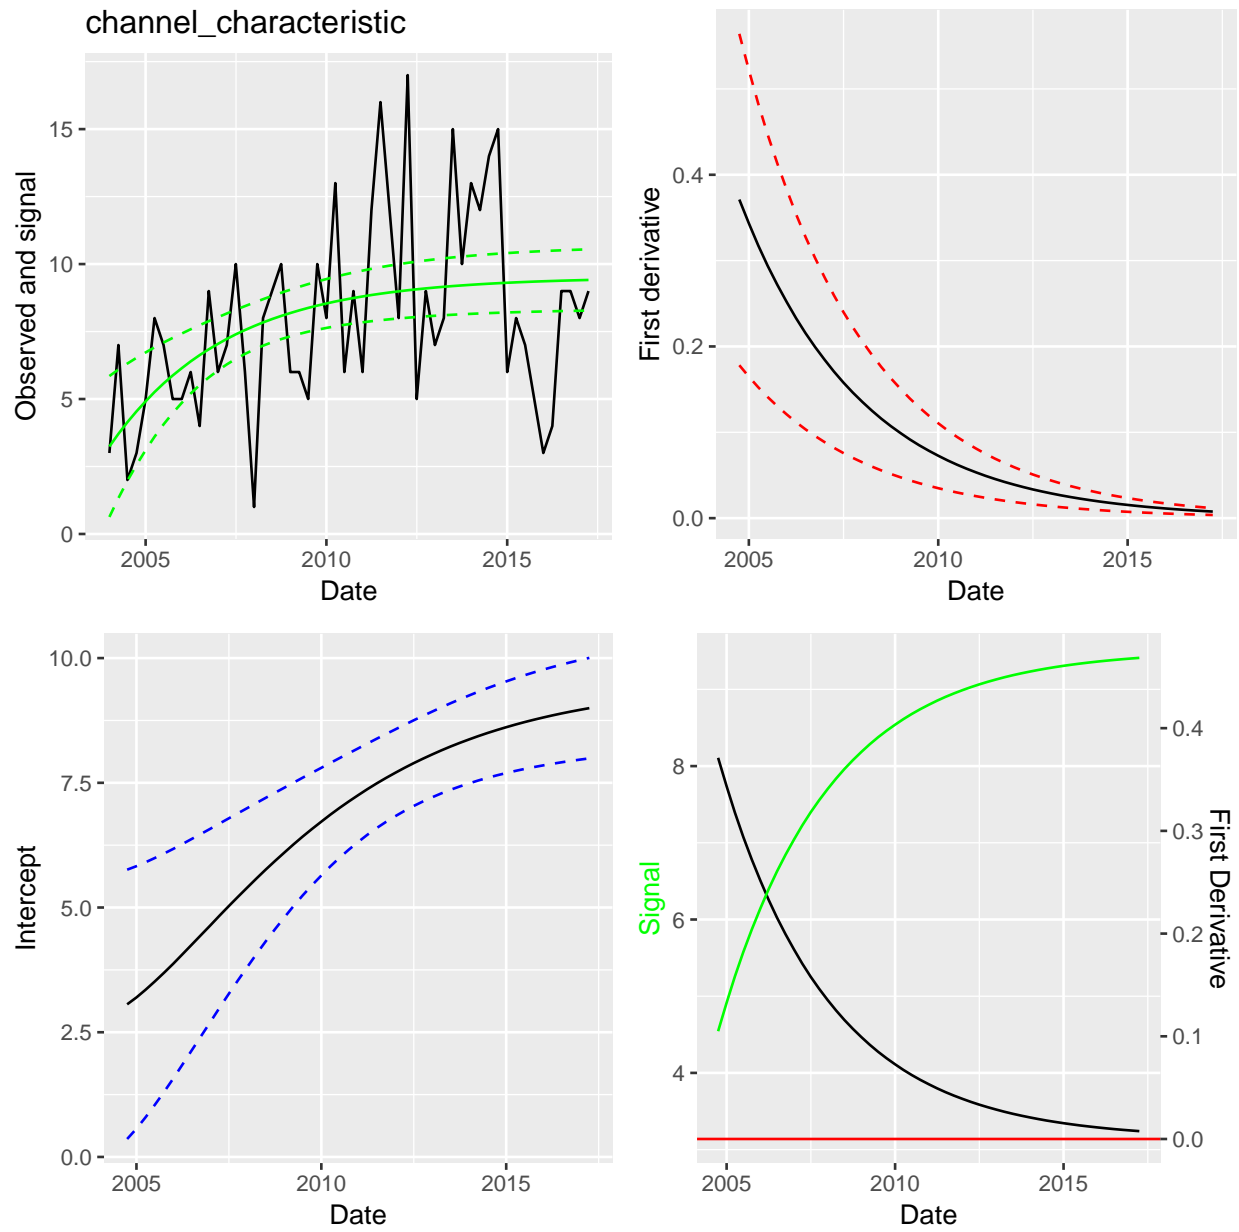 channel_characteristic
Observed and signal
15
10
5
0
2005 2010 2015
Date
First derivative
0.4
0.2
0.0
2005 2010 2015
Date
Intercept
10.0
7.5
5.0
2.5
0.0
2005 2010 2015
Date
Signal
8
6
4
First Derivative
0.4
0.3
0.2
0.1
0.0
2005 2010 2015
Date